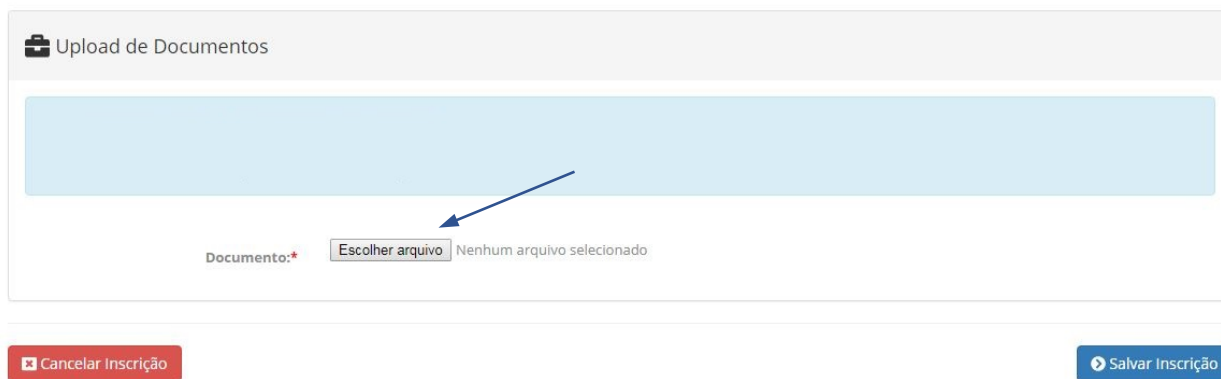 Upload de Documentos
Documento:* Escolher arquivo Nenhum arquivo selecionado
Cancelar Inscrição Salvar Inscrição